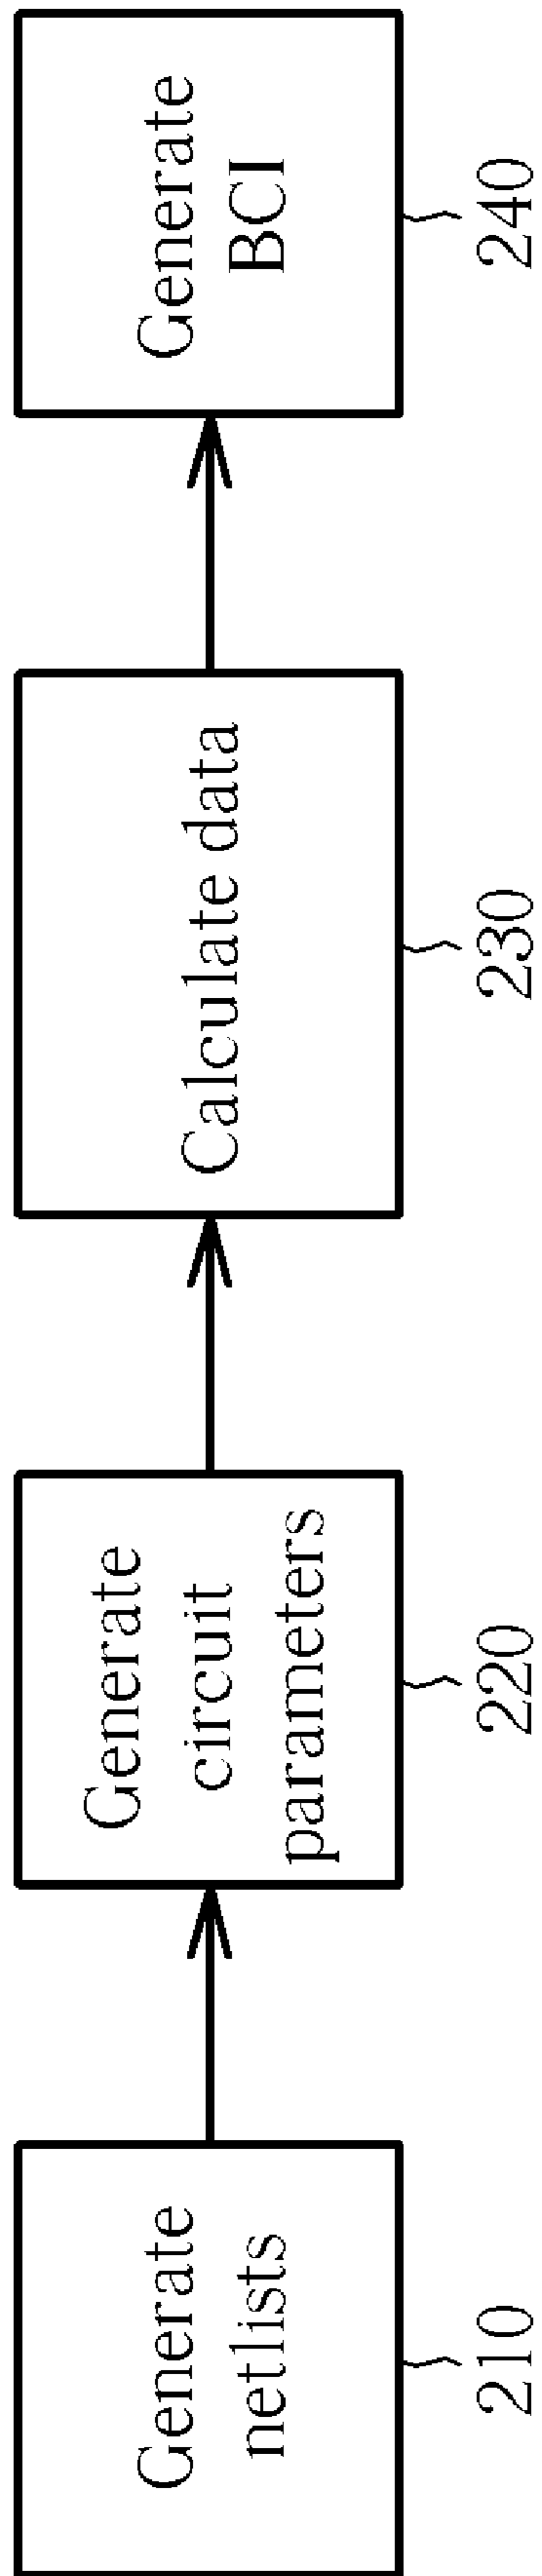 Generate
netlists
210
Generate
circuit
parameters
220
Calculate data
230
Generate
BCI
240